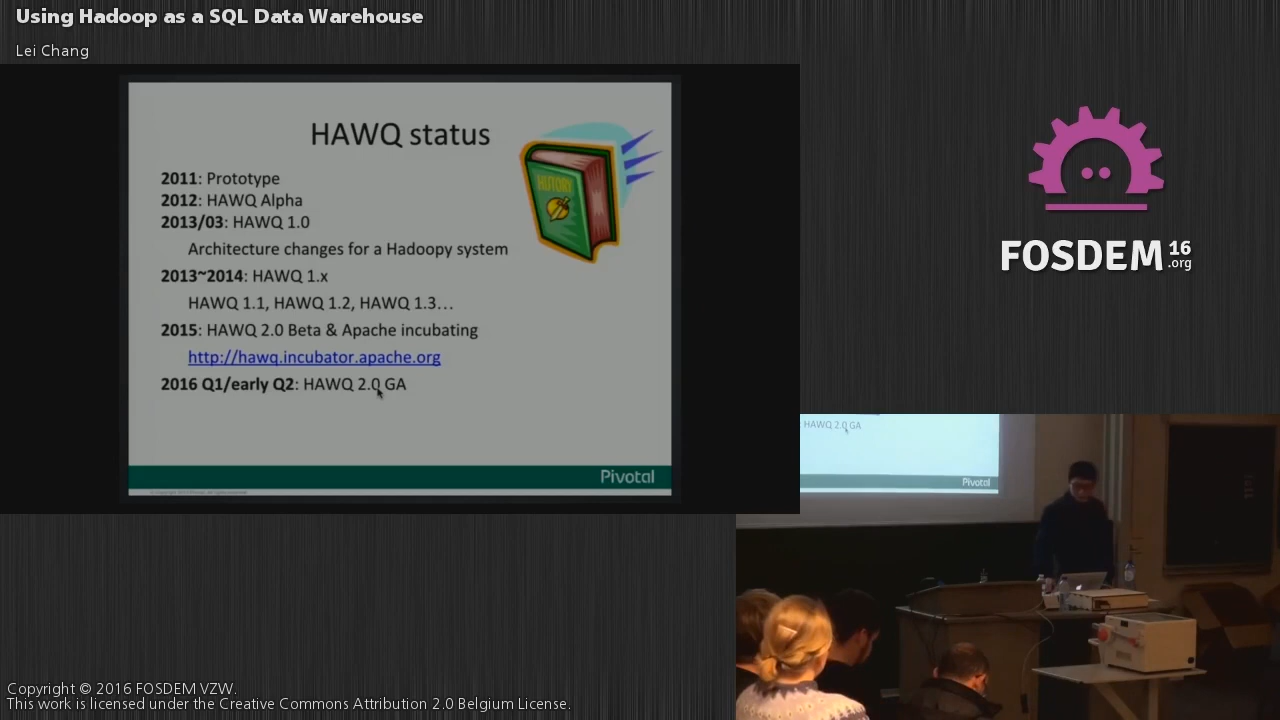 Using Hadoop as a SQL Data Warehouse
Lei Chang
HAWQ status
HISTORY
2011: Prototype
2012: HAWQ Alpha
2013/03: HAWQ 1.0
Architecture changes for a Hadoopy system
2013~2014: HAWQ 1.x
HAWQ 1.1, HAWQ 1.2, HAWQ 1.3…
2015: HAWQ 2.0 Beta & Apache incubating
http://hawq.incubator.apache.org
2016 Q1/early Q2: HAWQ 2.0 GA
Pivotal
FOSDEM 16
.org
: HAWQ 2.0 GA
Pivotal
Copyright © 2016 FOSDEM VZW.
This work is licensed under the Creative Commons Attribution 2.0 Belgium License.